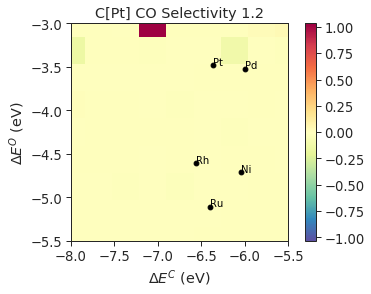 C[Pt] CO Selectivity 1.2
ΔE^O (eV)
−3.0
−3.5
−4.0
−4.5
−5.0
−5.5
Pt
Pd
Rh
Ni
Ru
−8.0 −7.5 −7.0 −6.5 −6.0 −5.5
ΔE^C (eV)
1.00
0.75
0.50
0.25
0.00
−0.25
−0.50
−0.75
−1.00